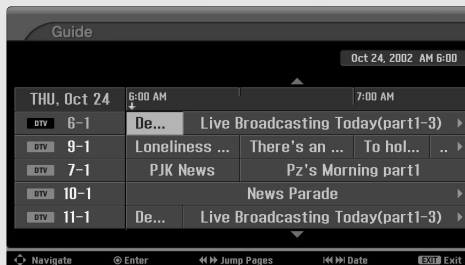 Guide
Oct 24, 2002 AM 6:00
THU, Oct 24 6:00 AM 7:00 AM
DTV 6-1 De... Live Broadcasting Today(part1-3)
DTV 9-1 Loneliness ... There's an ... To hol... ..
DTV 7-1 PJK News Pz's Morning part1
DTV 10-1 News Parade
DTV 11-1 De... Live Broadcasting Today(part1-3)
Navigate Enter Jump Pages Date EXIT Exit